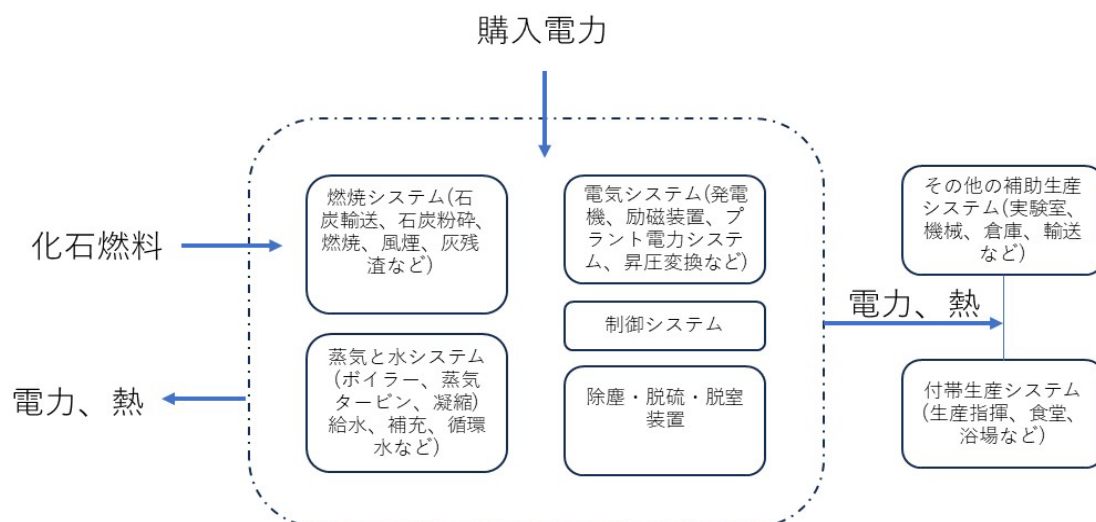 購入電力
化石燃料
燃焼システム(石
炭輸送、石炭粉砕、
燃焼、風煙、灰残
渣など)
電気システム(発電
機、励磁装置、プ
ラント電力システ
ム、昇圧変換など)
その他の補助生産
システム(実験室、
機械、倉庫、輸送
など)
制御システム
電力、熱
電力、熱
蒸気と水システム
(ボイラー、蒸気
タービン、凝縮)
給水、補充、循環
水など)
除塵・脱硫・脱窒
装置
付帯生産システム
(生産指揮、食堂、
浴場など)